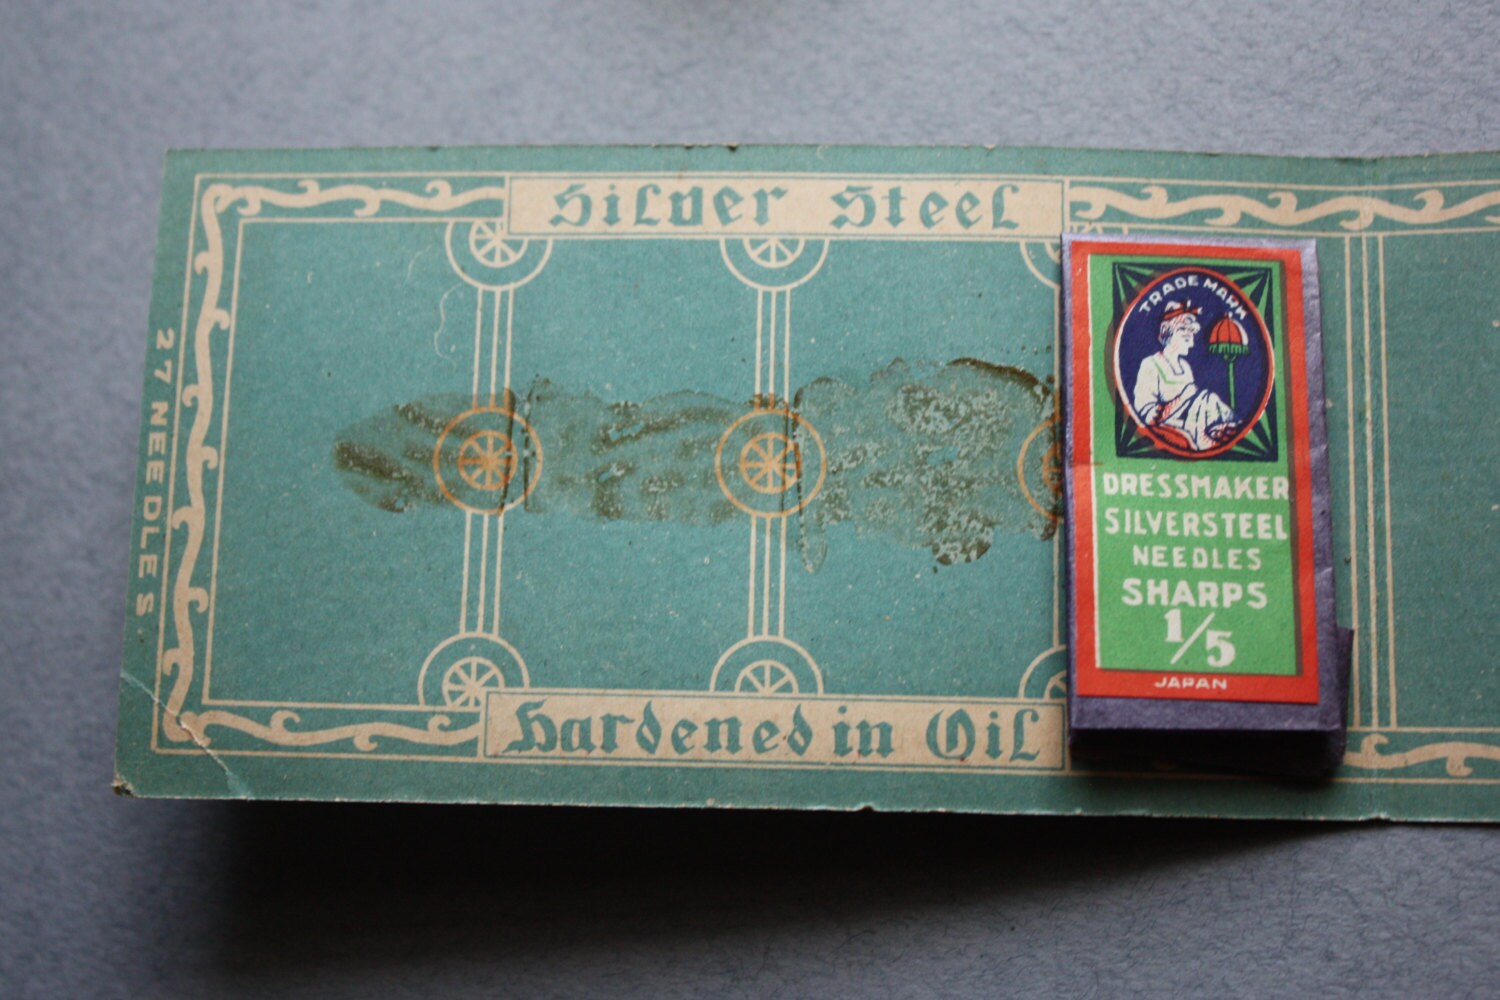 Silver Steel
27 NEEDLES
Hardened in Oil
TRADE MARK
DRESSMAKER
SILVERSTEEL
NEEDLES
SHARPS
1/5
JAPAN